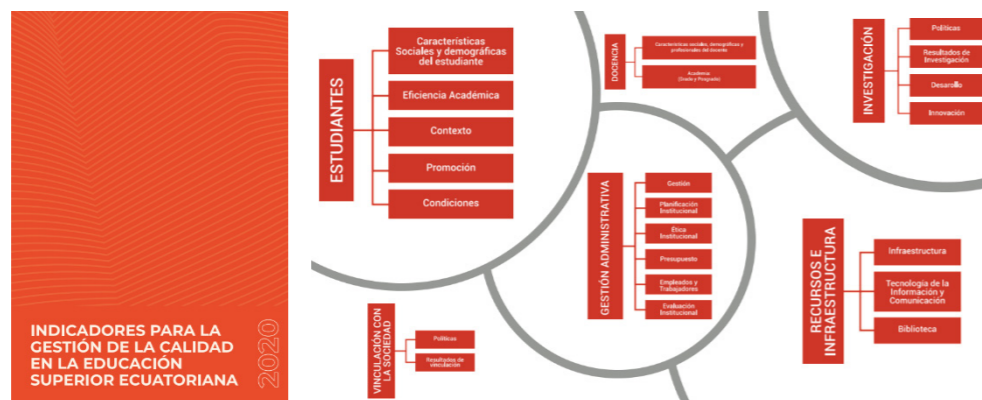 INDICADORES PARA LA
GESTIÓN DE LA CALIDAD
EN LA EDUCACIÓN
SUPERIOR ECUATORIANA
2020
ESTUDIANTES
Características
Sociales y demográficas
del estudiante
Eficiencia Académica
Contexto
Promoción
Condiciones
DOCENCIA
Características sociales, demográficas y
profesionales del docente
Academia
(Grado y Posgrado)
INVESTIGACIÓN
Políticas
Resultados de
Investigación
Desarollo
Innovación
GESTIÓN ADMINISTRATIVA
Gestión
Planificación
Institucional
Ética
Institucional
Presupuesto
Empleados y
Trabajadores
Evaluación
Institucional
RECURSOS E
INFRAESTRUCTURA
Infraestructura
Tecnología de la
Información y
Comunicación
Biblioteca
VINCULACIÓN CON
LA SOCIEDAD
Políticas
Resultados de
vinculación